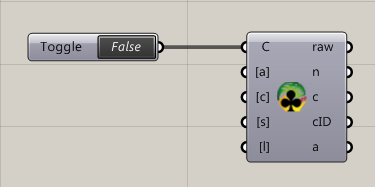 Toggle False
C raw
[a] n
[c] c
[s] cID
[l] a